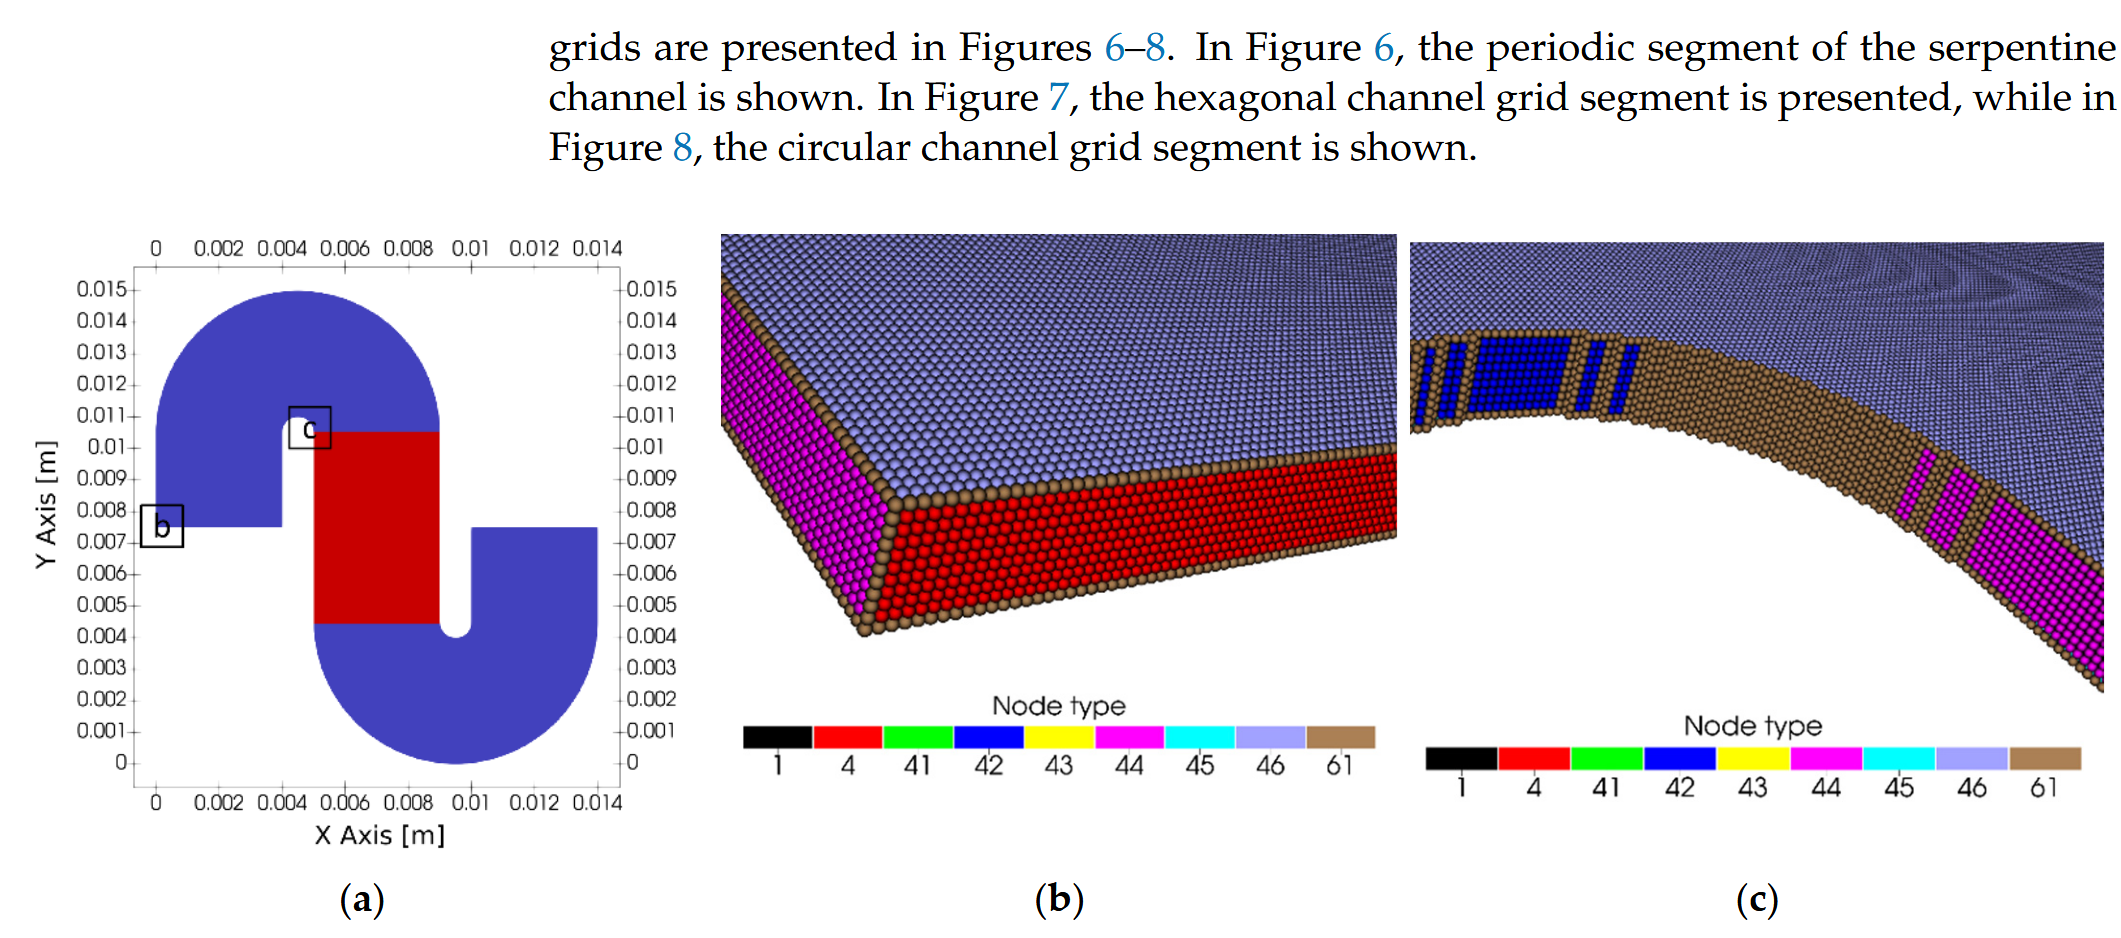 grids are presented in Figures 6–8. In Figure 6, the periodic segment of the serpentine
channel is shown. In Figure 7, the hexagonal channel grid segment is presented, while in
Figure 8, the circular channel grid segment is shown.
0 0.002 0.004 0.006 0.008 0.01 0.012 0.014
0.015 0.015
0.014 0.014
0.013 0.013
0.012 0.012
0.011 c 0.011
0.01 0.01
0.009 0.009
0.008 0.008
b
0.007 0.007
0.006 0.006
0.005 0.005
0.004 0.004
0.003 0.003
0.002 0.002
0.001 0.001
0 0
Y Axis [m]
0 0.002 0.004 0.006 0.008 0.01 0.012 0.014
X Axis [m]
(a)
Node type
1 4 41 42 43 44 45 46 61
(b)
Node type
1 4 41 42 43 44 45 46 61
(c)